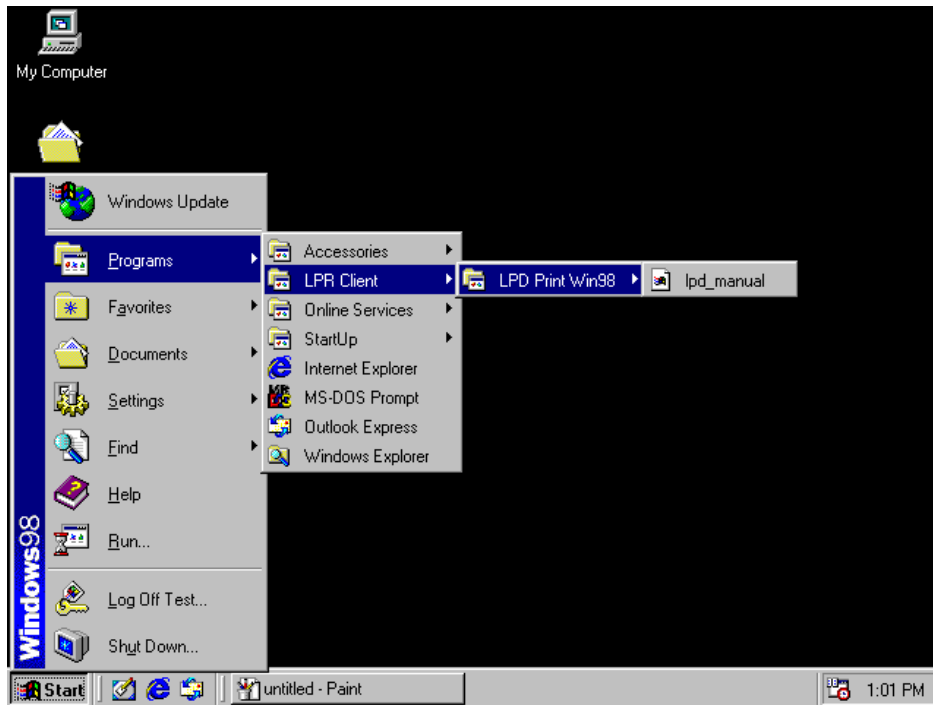 My Computer
Windows Update
Programs
Favorites
Documents
Settings
Find
Help
Run...
Log Off Test...
Shut Down...
Windows98
Accessories
LPR Client
Online Services
StartUp
Internet Explorer
MS-DOS Prompt
Outlook Express
Windows Explorer
LPD Print Win98
lpd_manual
Start
untitled - Paint
1:01 PM